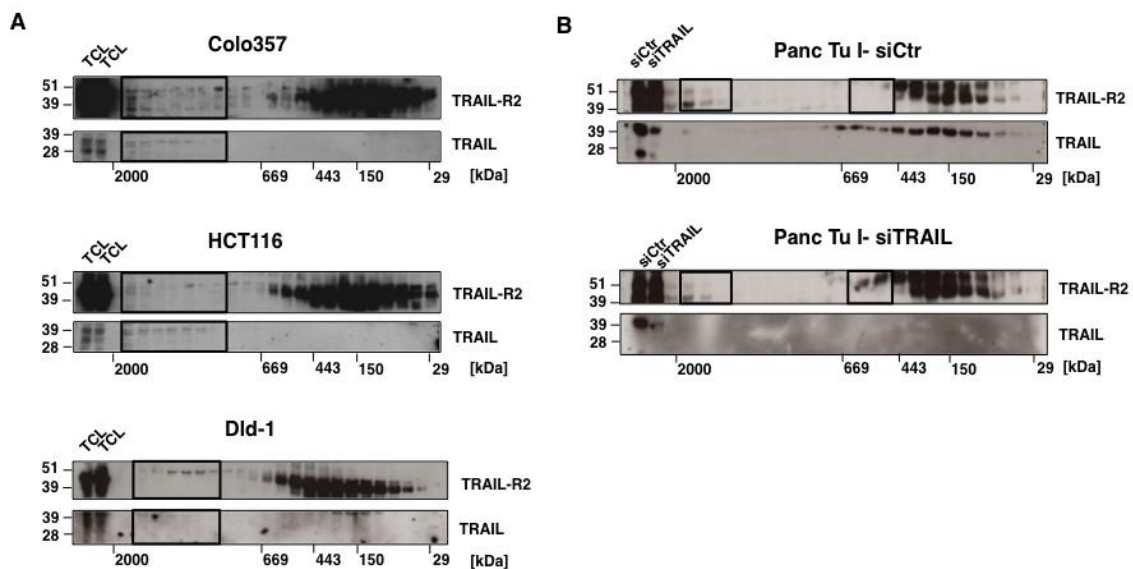 A
Colo357
TCL
TCL
51
39
TRAIL-R2
39
28
TRAIL
2000 669 443 150 29 [kDa]
HCT116
TCL
TCL
51
39
TRAIL-R2
39
28
TRAIL
2000 669 443 150 29 [kDa]
Dld-1
TCL
TCL
51
39
TRAIL-R2
39
28
TRAIL
2000 669 443 150 29 [kDa]
B
Panc Tu I- siCtr
siCtr
siTRAIL
51
39
TRAIL-R2
39
28
TRAIL
2000 669 443 150 29 [kDa]
Panc Tu I- siTRAIL
siCtr
siTRAIL
51
39
TRAIL-R2
39
28
TRAIL
2000 669 443 150 29 [kDa]